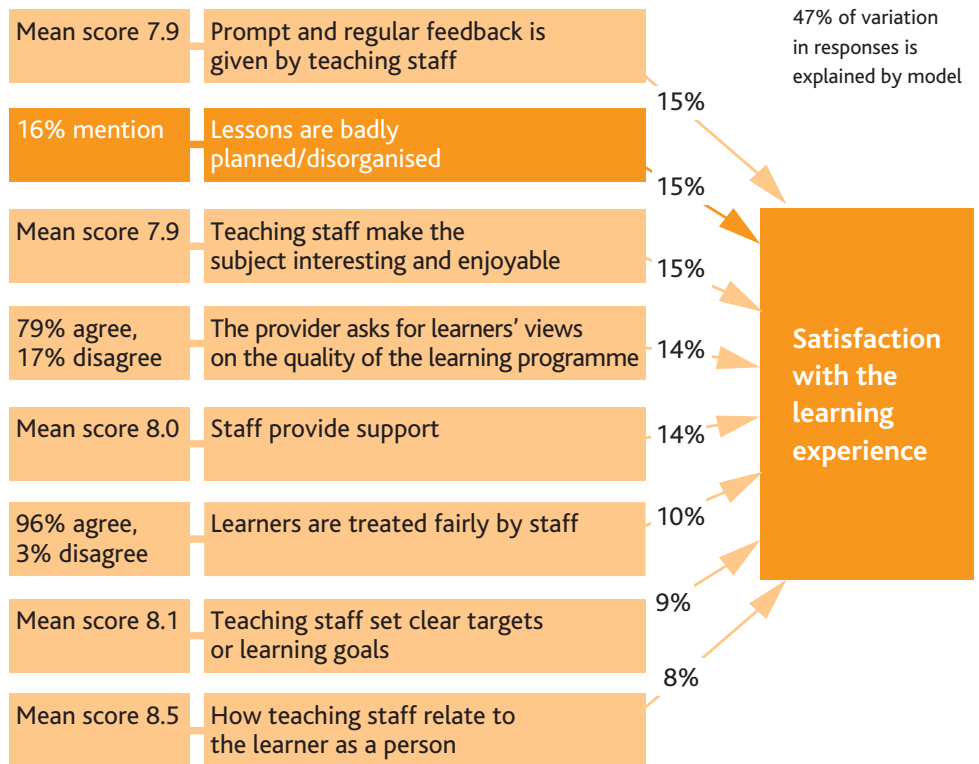 Mean score 7.9
Prompt and regular feedback is
given by teaching staff
15%
47% of variation
in responses is
explained by model
16% mention
Lessons are badly
planned/disorganised
15%
Mean score 7.9
Teaching staff make the
subject interesting and enjoyable
15%
79% agree,
17% disagree
The provider asks for learners’ views
on the quality of the learning programme
14%
Mean score 8.0
Staff provide support
14%
96% agree,
3% disagree
Learners are treated fairly by staff
10%
Mean score 8.1
Teaching staff set clear targets
or learning goals
9%
Mean score 8.5
How teaching staff relate to
the learner as a person
8%
Satisfaction
with the
learning
experience